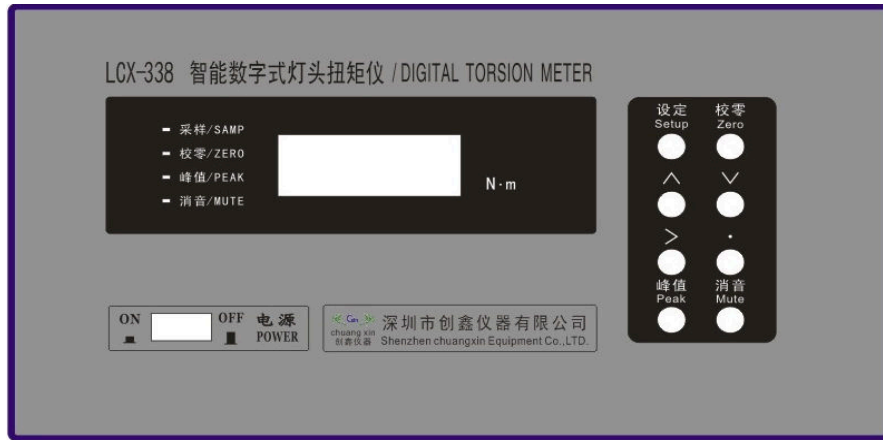 LCX-338 智能数字式灯头扭矩仪 / DIGITAL TORSION METER
采样/SAMP
校零/ZERO
峰值/PEAK
消音/MUTE
N·m
设定 校零
Setup Zero
峰值 消音
Peak Mute
ON OFF 电源
POWER
Cxin
chuang xin
创鑫仪器
深圳市创鑫仪器有限公司
Shenzhen chuangxin Equipment Co.,LTD.